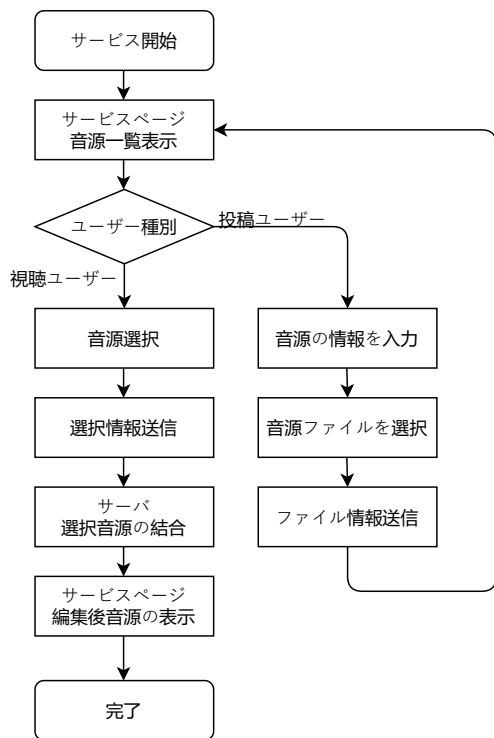 サービス開始
サービスページ
音源一覧表示
ユーザー種別
投稿ユーザー
視聴ユーザー
音源選択
音源の情報を入力
選択情報送信
音源ファイルを選択
サーバ
選択音源の結合
ファイル情報送信
サービスページ
編集後音源の表示
完了